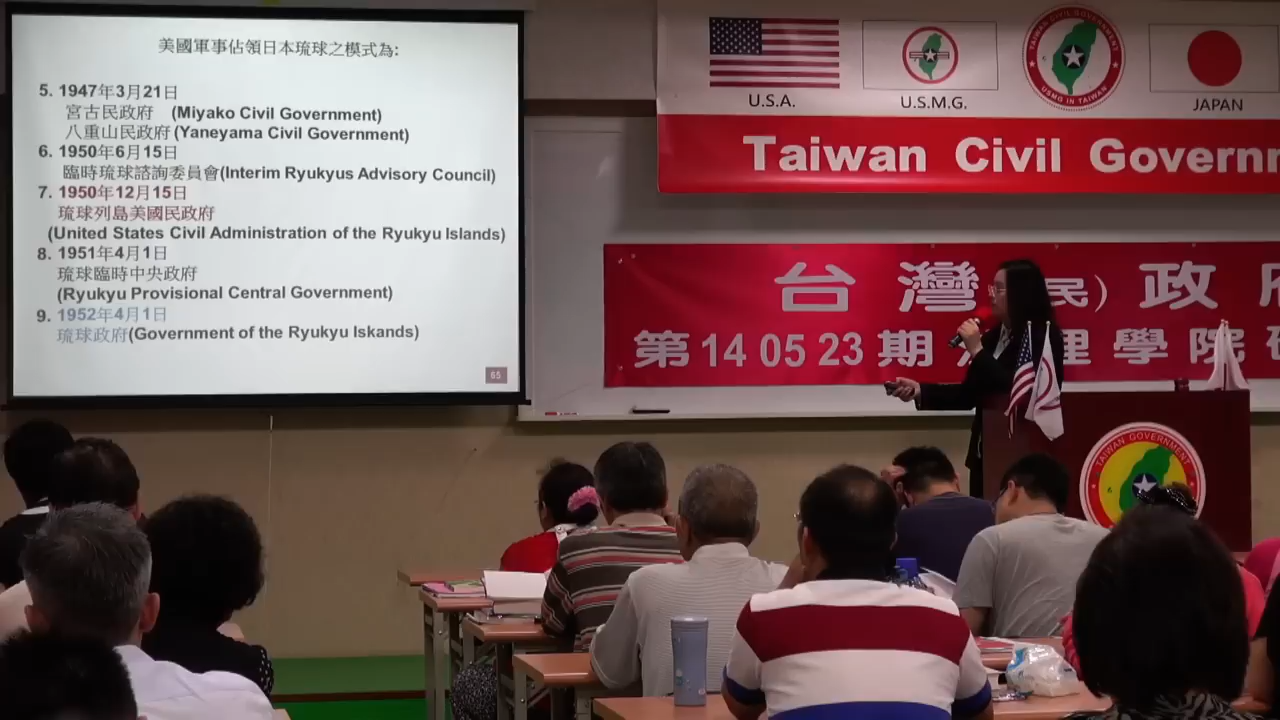 美國軍事佔領日本琉球之模式為:
5. 1947年3月21日
宮古民政府 (Miyako Civil Government)
八重山民政府(Yaneyama Civil Government)
6. 1950年6月15日
臨時琉球諮詢委員會(Interim Ryukyus Advisory Council)
7. 1950年12月15日
琉球列島美國民政府
(United States Civil Administration of the Ryukyu Islands)
8. 1951年4月1日
琉球臨時中央政府
(Ryukyu Provisional Central Government)
9. 1952年4月1日
琉球政府(Government of the Ryukyu Iskands)
65
U.S.A.
U.S.M.G.
TAIWAN CIVIL GOVERNMENT
USMG IN TAIWAN
JAPAN
Taiwan Civil Govern
台灣 民) 政
第 14 05 23 期 理 學 院
TAIWAN GOVERNMENT